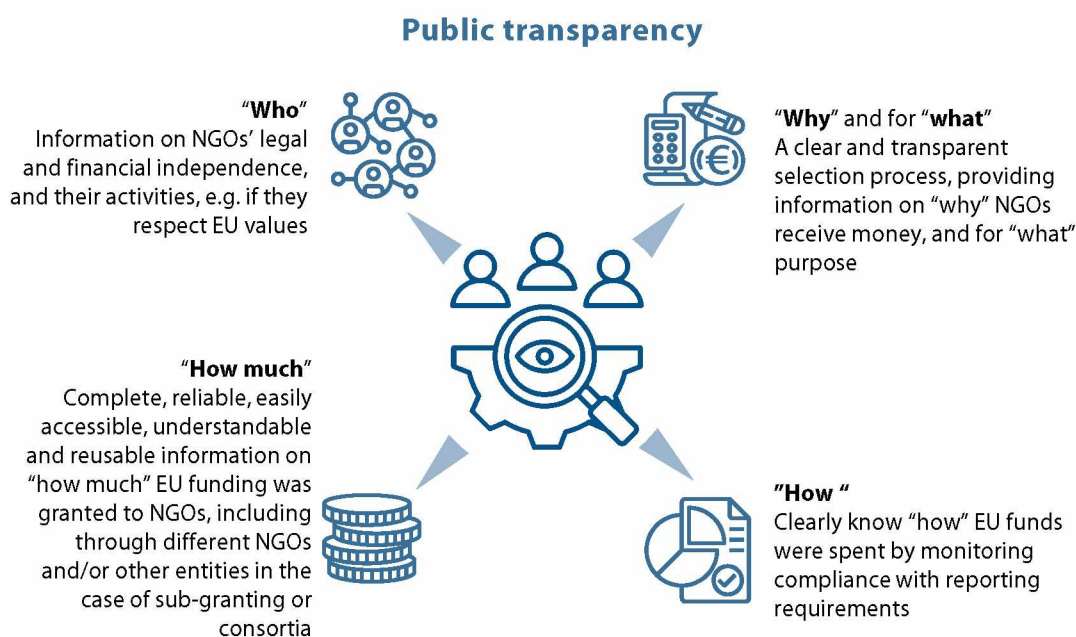 Public transparency
“Who”
Information on NGOs’ legal
and financial independence,
and their activities, e.g. if they
respect EU values
“Why” and for “what”
A clear and transparent
selection process, providing
information on “why” NGOs
receive money, and for “what”
purpose
“How much”
Complete, reliable, easily
accessible, understandable
and reusable information on
“how much” EU funding was
granted to NGOs, including
through different NGOs
and/or other entities in the
case of sub-granting or
consortia
”How “
Clearly know “how” EU funds
were spent by monitoring
compliance with reporting
requirements